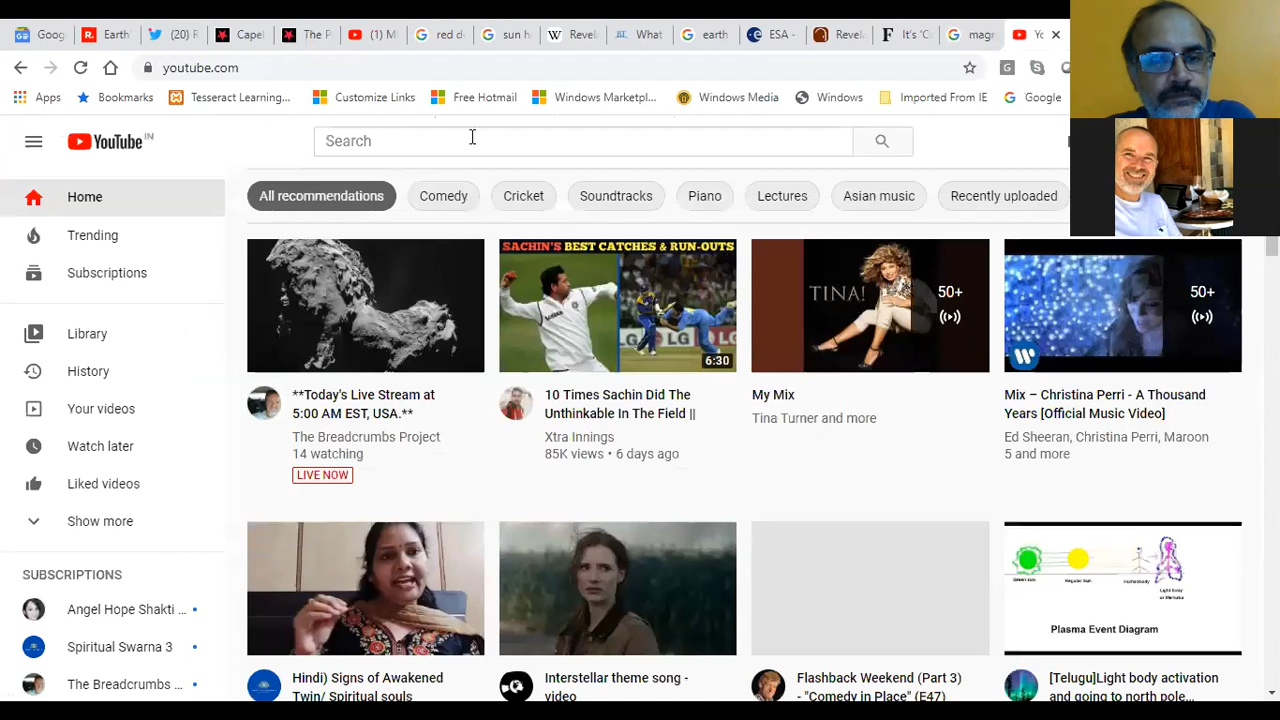 Goog
Earth
(20) R
Capel
The P
(1) M
red d
sun h
Revel
What
earth
ESA -
Revela
It's 'C
magn
Yo
youtube.com
Apps
Bookmarks
Tesseract Learning...
Customize Links
Free Hotmail
Windows Marketpl...
Windows Media
Windows
Imported From IE
Google
YouTube IN
Search
All recommendations
Comedy
Cricket
Soundtracks
Piano
Lectures
Asian music
Recently uploaded
Home
Trending
Subscriptions
Library
History
Your videos
Watch later
Liked videos
Show more
SUBSCRIPTIONS
Angel Hope Shakti ...
Spiritual Swarna 3
The Breadcrumbs ...
**Today's Live Stream at
5:00 AM EST, USA.**
The Breadcrumbs Project
14 watching
LIVE NOW
SACHIN'S BEST CATCHES & RUN-OUTS
LG
LG
6:30
10 Times Sachin Did The
Unthinkable In The Field ||
Xtra Innings
85K views • 6 days ago
TINA!
50+
My Mix
Tina Turner and more
50+
Mix – Christina Perri - A Thousand
Years [Official Music Video]
Ed Sheeran, Christina Perri, Maroon
5 and more
Hindi) Signs of Awakened
Twin/ Spiritual souls
Interstellar theme song -
video
Flashback Weekend (Part 3)
- "Comedy in Place" (E47)
Plasma Event Diagram
[Telugu]Light body activation
and going to north pole...